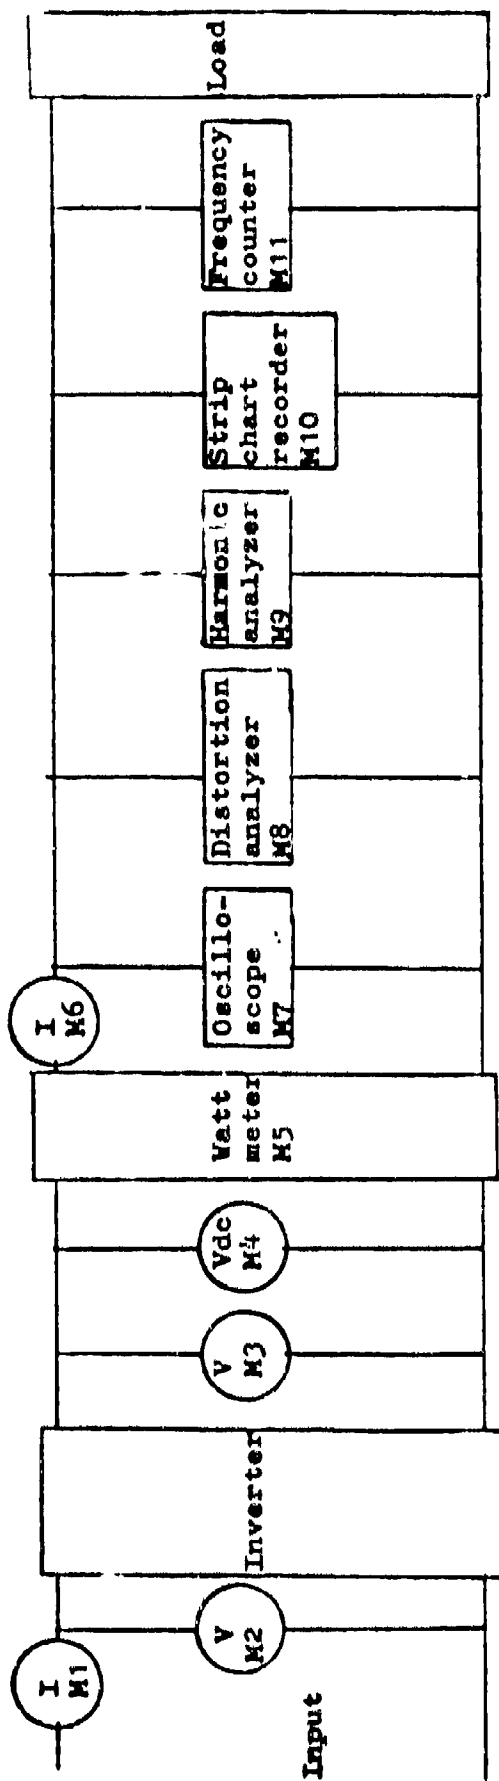 Input
I
M1
V
M2
Inverter
V
M3
Vdc
M4
Watt
meter
M5
I
M6
Oscillo-
scope
M7
Distortion
analyzer
M8
Harmonic
analyzer
M9
Strip
chart
recorder
M10
Frequency
counter
M11
Load